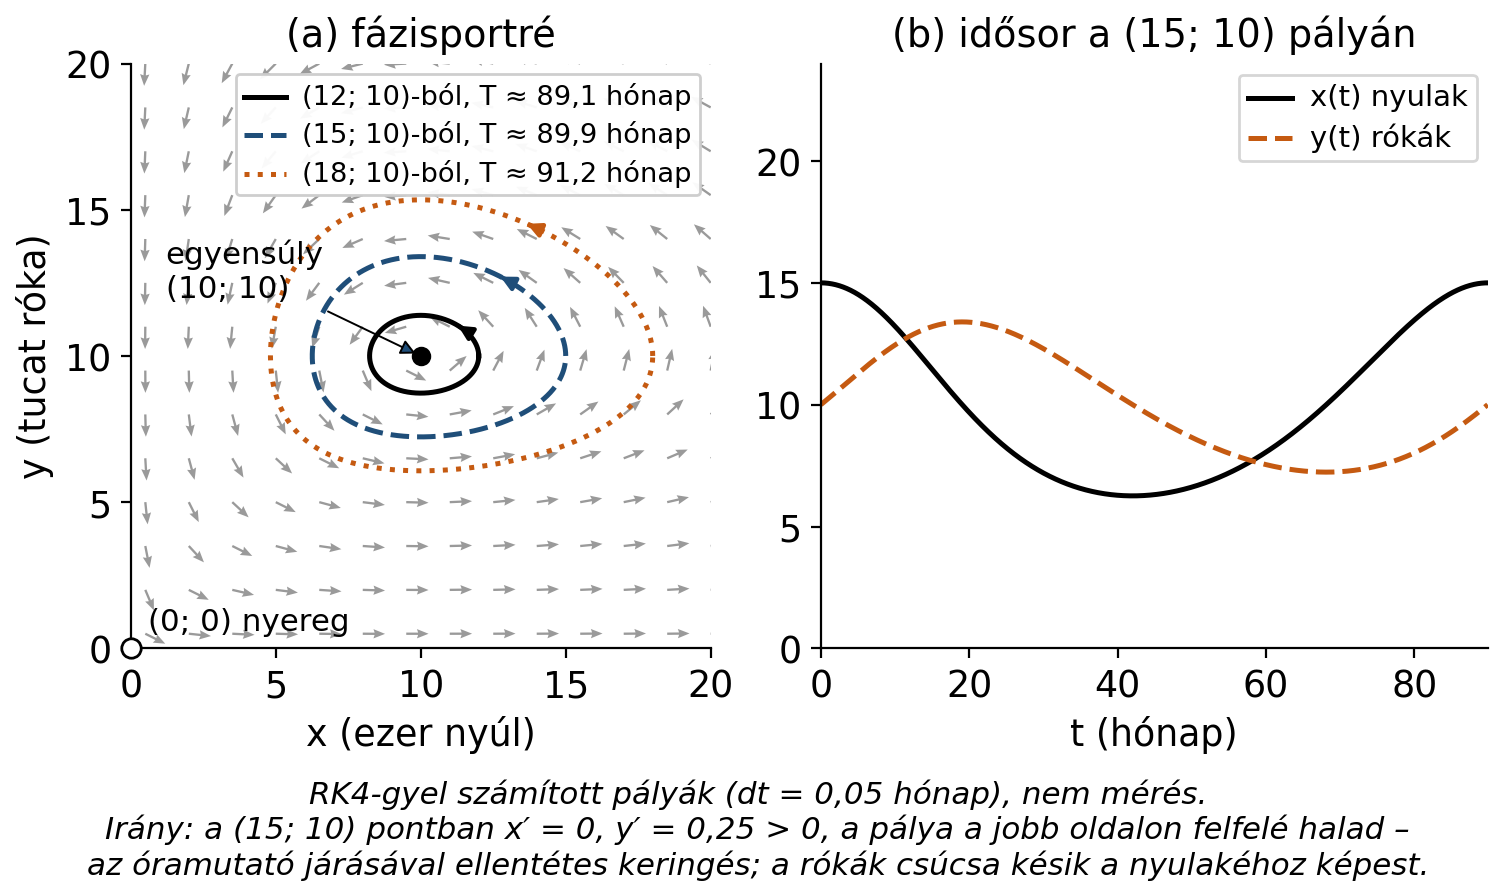 (a) fázisportré
(12; 10)-ból, T ≈ 89,1 hónap
(15; 10)-ból, T ≈ 89,9 hónap
(18; 10)-ból, T ≈ 91,2 hónap
egyensúly
(10; 10)
(0; 0) nyereg
y (tucat róka)
20
15
10
5
0
0 5 10 15 20
x (ezer nyúl)
(b) idősor a (15; 10) pályán
x(t) nyulak
y(t) rókák
20
15
10
5
0
0 20 40 60 80
t (hónap)
RK4-gyel számított pályák (dt = 0,05 hónap), nem mérés.
Irány: a (15; 10) pontban x′ = 0, y′ = 0,25 > 0, a pálya a jobb oldalon felfelé halad –
az óramutató járásával ellentétes keringés; a rókák csúcsa késik a nyulakéhoz képest.